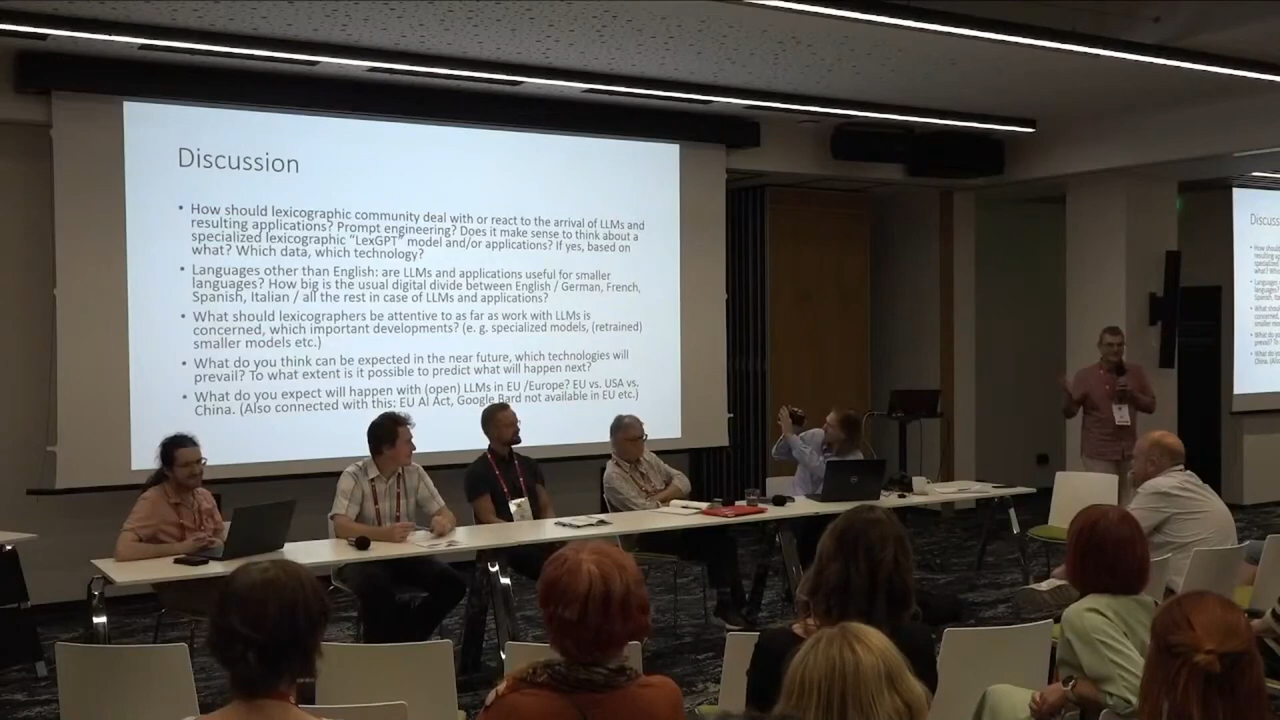 Discussion
• How should lexicographic community deal with or react to the arrival of LLMs and
resulting applications? Prompt engineering? Does it make sense to think about a
specialized lexicographic "LexGPT" model and/or applications? If yes, based on
what? Which data, which technology?
• Languages other than English: are LLMs and applications useful for smaller
languages? How big is the usual digital divide between English / German, French,
Spanish, Italian / all the rest in case of LLMs and applications?
• What should lexicographers be attentive to as far as work with LLMs is
concerned, which important developments? (e. g. specialized models, (retrained)
smaller models etc.)
• What do you think can be expected in the near future, which technologies will
prevail? To what extent is it possible to predict what will happen next?
• What do you expect will happen with (open) LLMs in EU /Europe? EU vs. USA vs.
China. (Also connected with this: EU AI Act, Google Bard not available in EU etc.)
Discuss